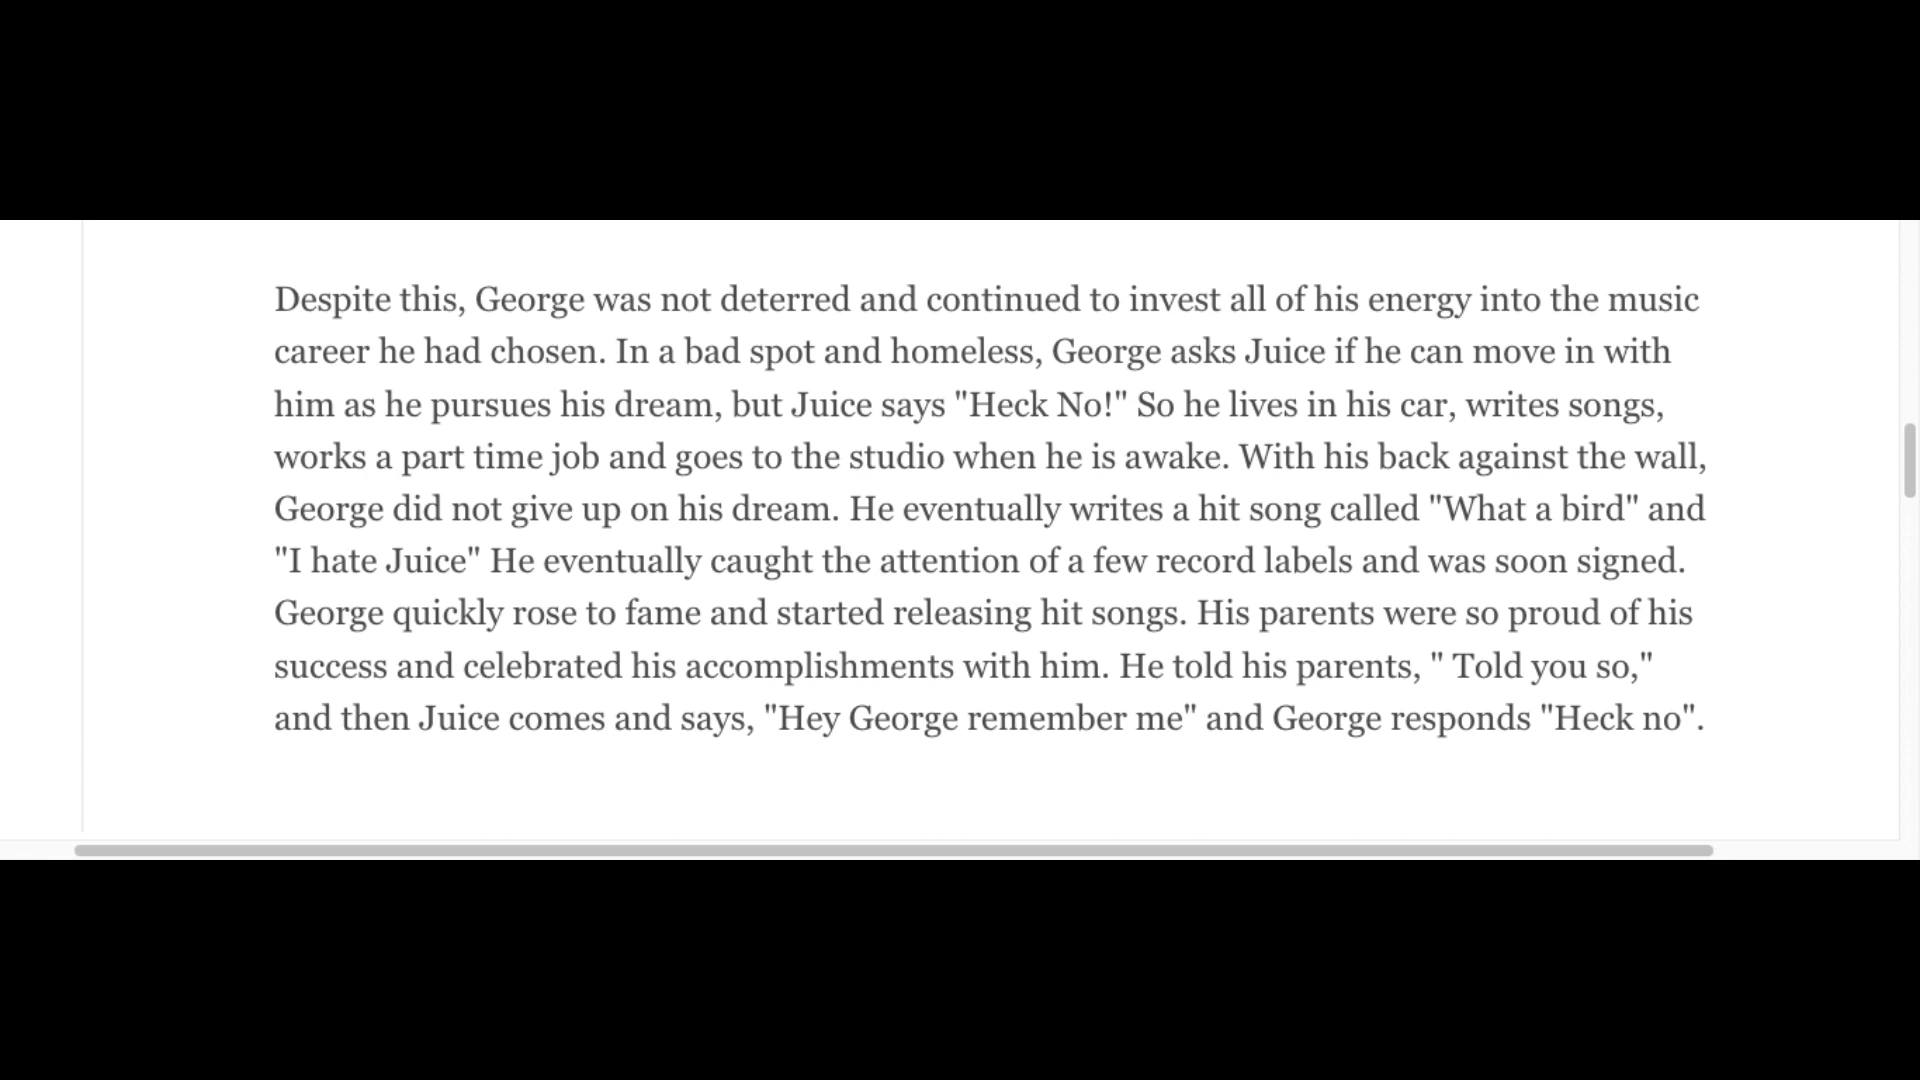 Despite this, George was not deterred and continued to invest all of his energy into the music
career he had chosen. In a bad spot and homeless, George asks Juice if he can move in with
him as he pursues his dream, but Juice says "Heck No!" So he lives in his car, writes songs,
works a part time job and goes to the studio when he is awake. With his back against the wall,
George did not give up on his dream. He eventually writes a hit song called "What a bird" and
"I hate Juice" He eventually caught the attention of a few record labels and was soon signed.
George quickly rose to fame and started releasing hit songs. His parents were so proud of his
success and celebrated his accomplishments with him. He told his parents, " Told you so,"
and then Juice comes and says, "Hey George remember me" and George responds "Heck no".